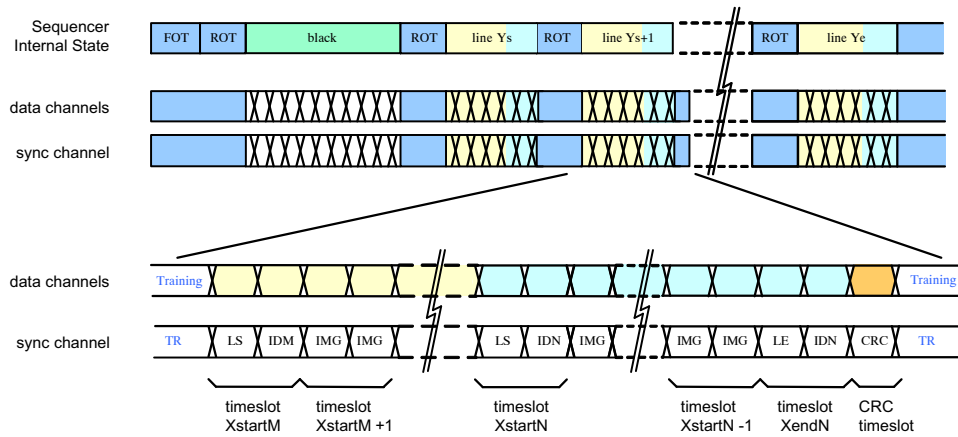 Sequencer
Internal State
FOT ROT black ROT line Ys ROT line Ys+1 ROT line Ye
data channels
sync channel
data channels
Training Training
sync channel
TR LS IDM IMG IMG LS IDN IMG IMG IMG LE IDN CRC TR
timeslot timeslot timeslot timeslot timeslot CRC
XstartM XstartM +1 XstartN XstartN -1 XendN timeslot